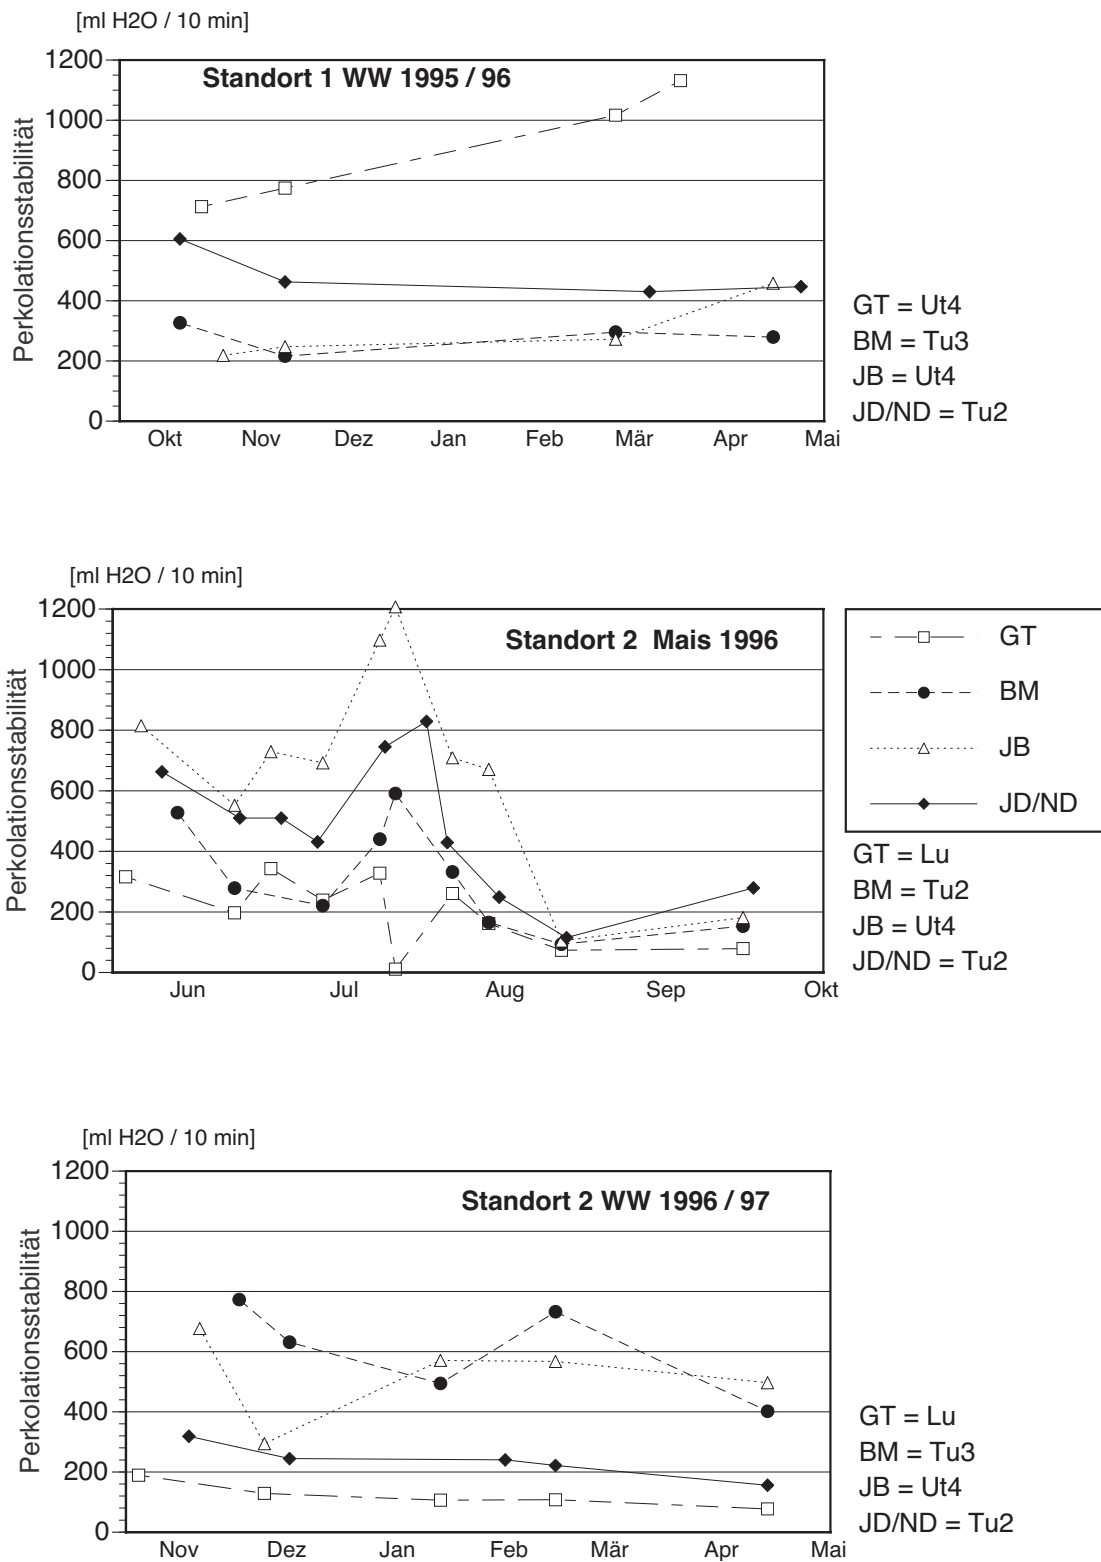 [ml H2O / 10 min]
Perkolationsstabilität
1200
1000
800
600
400
200
0
Standort 1 WW 1995 / 96
Okt Nov Dez Jan Feb Mär Apr Mai
GT = Ut4
BM = Tu3
JB = Ut4
JD/ND = Tu2
[ml H2O / 10 min]
Perkolationsstabilität
1200
1000
800
600
400
200
0
Standort 2 Mais 1996
Jun Jul Aug Sep Okt
GT
BM
JB
JD/ND
GT = Lu
BM = Tu2
JB = Ut4
JD/ND = Tu2
[ml H2O / 10 min]
Perkolationsstabilität
1200
1000
800
600
400
200
0
Standort 2 WW 1996 / 97
Nov Dez Jan Feb Mär Apr Mai
GT = Lu
BM = Tu3
JB = Ut4
JD/ND = Tu2